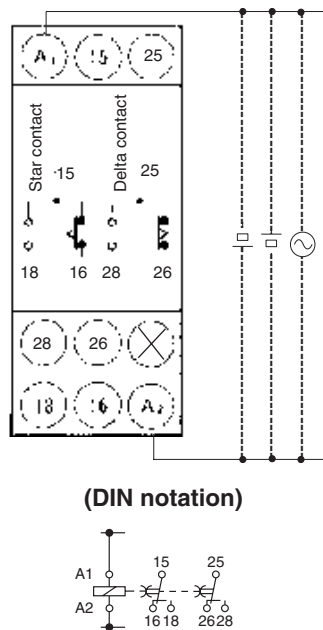 A1 15 25
Star contact
Delta contact
15 25
18 16 28 26
28 26
18 16 A2
(DIN notation)
15 25
A1
A2
16 18 26 28